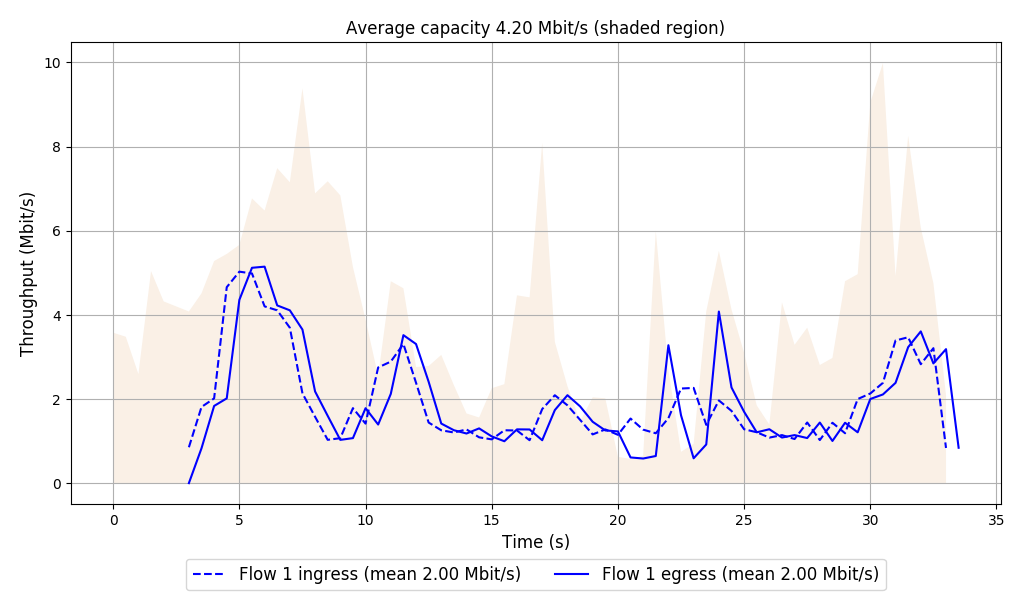 Average capacity 4.20 Mbit/s (shaded region)
Throughput (Mbit/s)
10
8
6
4
2
0
0 5 10 15 20 25 30 35
Time (s)
Flow 1 ingress (mean 2.00 Mbit/s) Flow 1 egress (mean 2.00 Mbit/s)